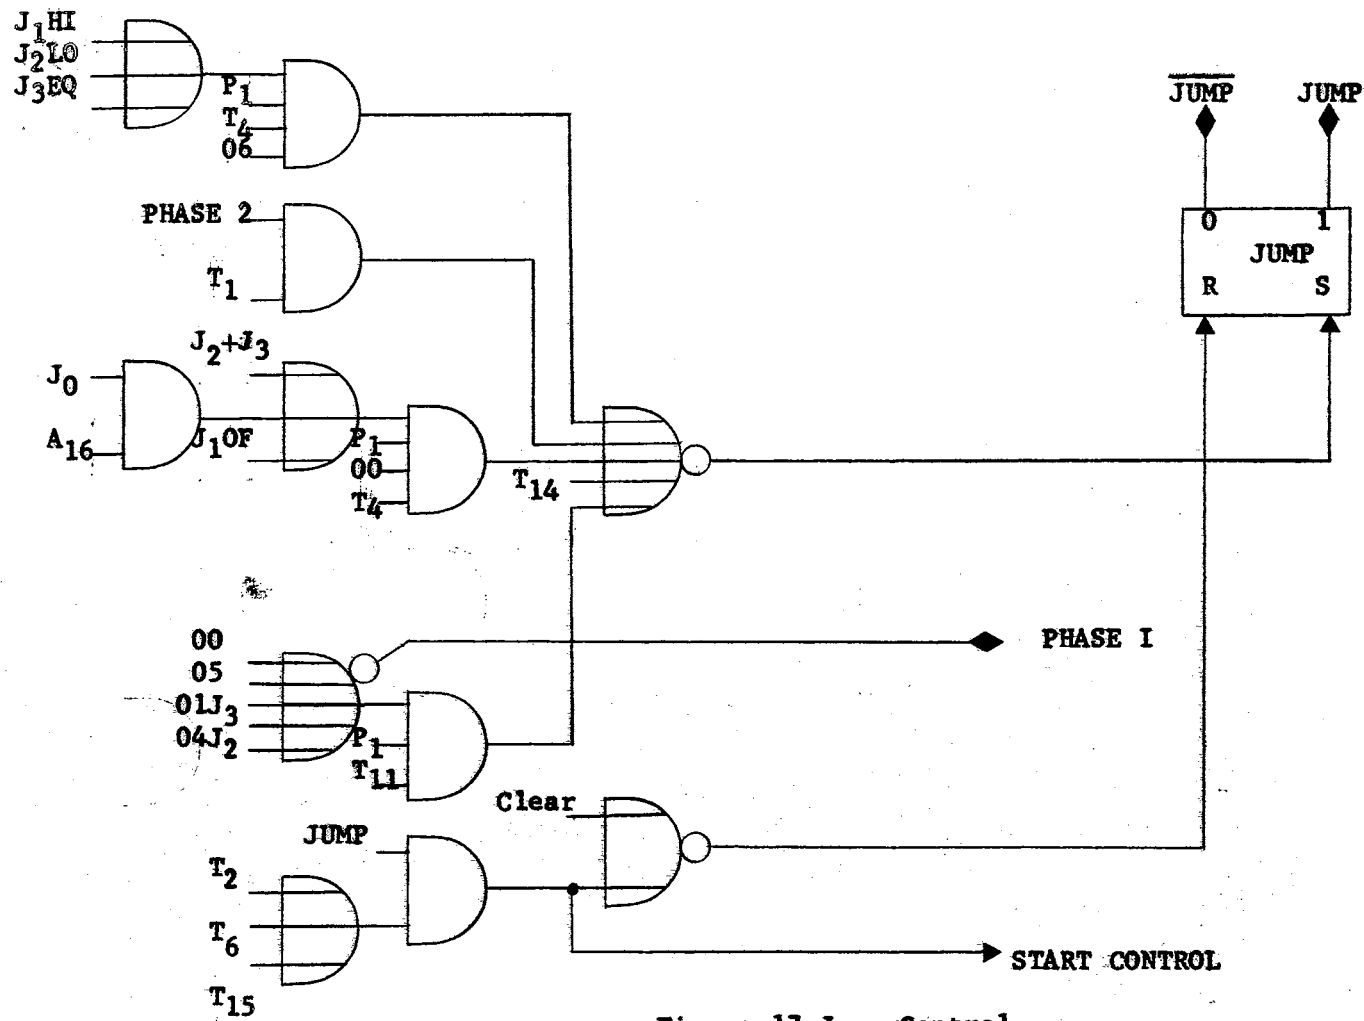 J1HI
J2LO
J3EQ
P1
T4
06
PHASE 2
T1
J2+J3
J0
A16
J1OF
P1
00
T4
T14
JUMP
JUMP
0 1
JUMP
R S
00
05
01J3
04J2
P1
T11
PHASE I
Clear
JUMP
T2
T6
T15
START CONTROL